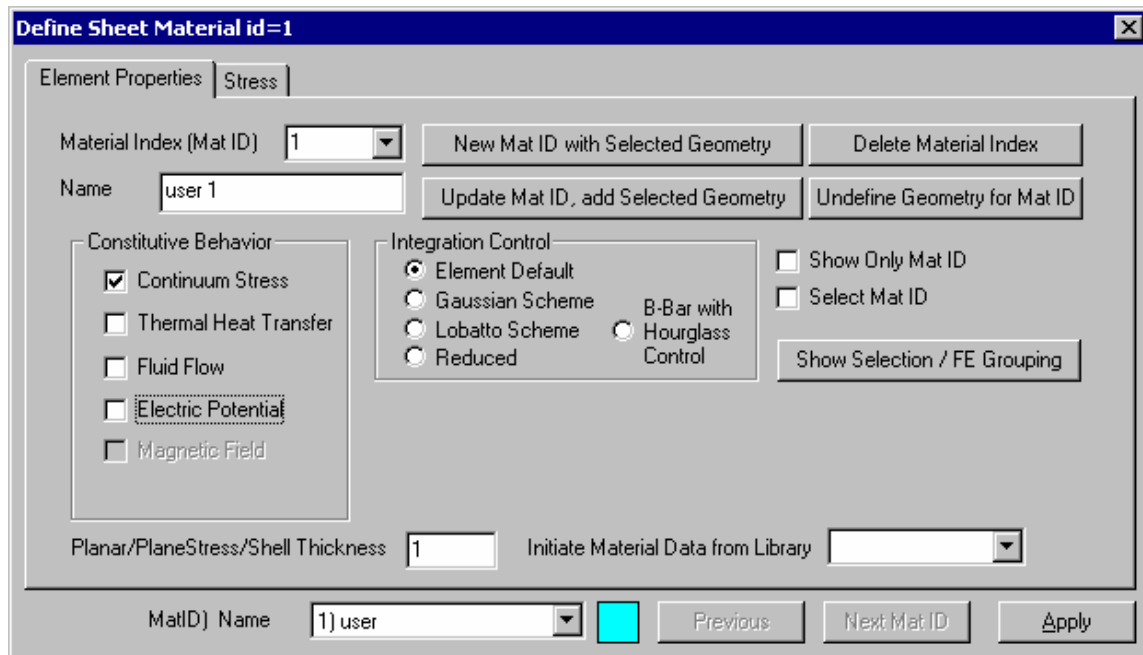 Define Sheet Material id=1
Element Properties
Stress
Material Index (Mat ID)
1
New Mat ID with Selected Geometry
Delete Material Index
Name
user 1
Update Mat ID, add Selected Geometry
Undefine Geometry for Mat ID
Constitutive Behavior
Continuum Stress
Thermal Heat Transfer
Fluid Flow
Electric Potential
Magnetic Field
Integration Control
Element Default
Gaussian Scheme
Lobatto Scheme
Reduced
B-Bar with
Hourglass
Control
Show Only Mat ID
Select Mat ID
Show Selection / FE Grouping
Planar/PlaneStress/Shell Thickness
1
Initiate Material Data from Library
MatID) Name
1) user
Previous
Next Mat ID
Apply